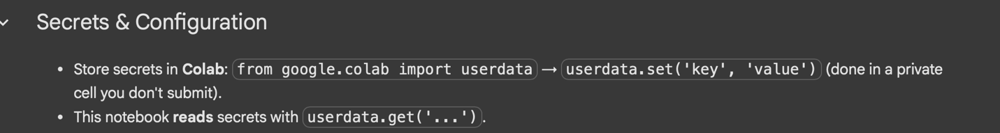 Secrets & Configuration
• Store secrets in Colab: from google.colab import userdata → userdata.set('key', 'value') (done in a private
cell you don't submit).
• This notebook reads secrets with userdata.get('...').